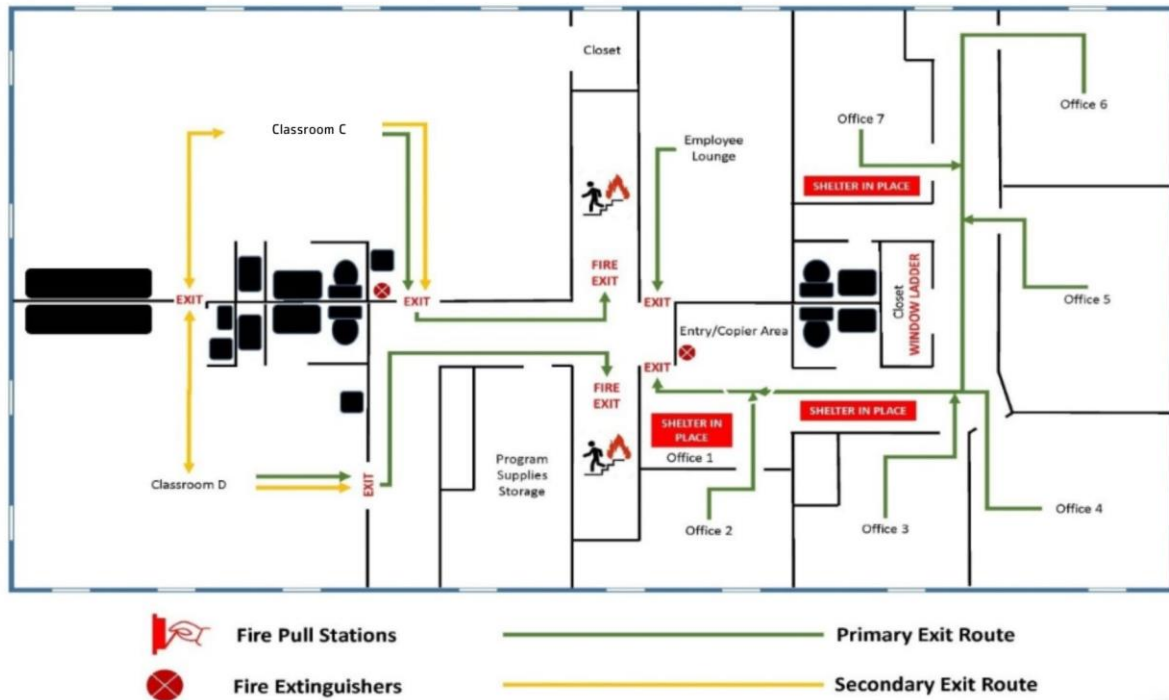 Closet
Classroom C
Employee
Lounge
Office 7
Office 6
SHELTER IN PLACE
FIRE
EXIT
EXIT
EXIT
EXIT
Office 5
Closet
WINDOW LADDER
Entry/Copier Area
EXIT
FIRE
EXIT
SHELTER IN PLACE
SHELTER IN
PLACE
Office 1
Program
Supplies
Storage
Classroom D
EXIT
Office 2
Office 3
Office 4
Fire Pull Stations
Primary Exit Route
Fire Extinguishers
Secondary Exit Route